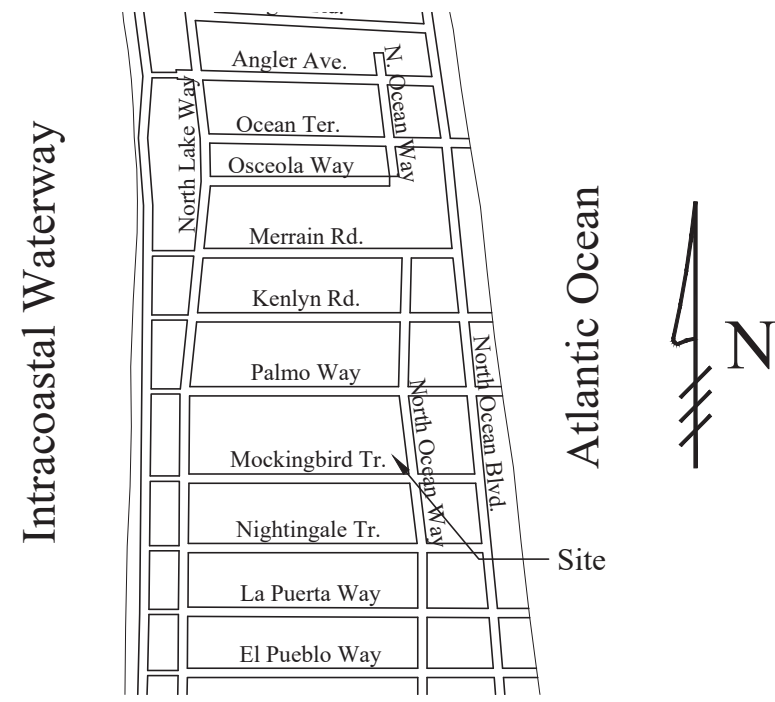 Angler Ave.
N. Ocean Way
North Lake Way
Ocean Ter.
Osceola Way
Merrain Rd.
Kenlyn Rd.
Palmo Way
North Ocean Blvd.
North Ocean Way
Mockingbird Tr.
Nightingale Tr.
La Puerta Way
El Pueblo Way
Site
Intracoastal Waterway
Atlantic Ocean
N